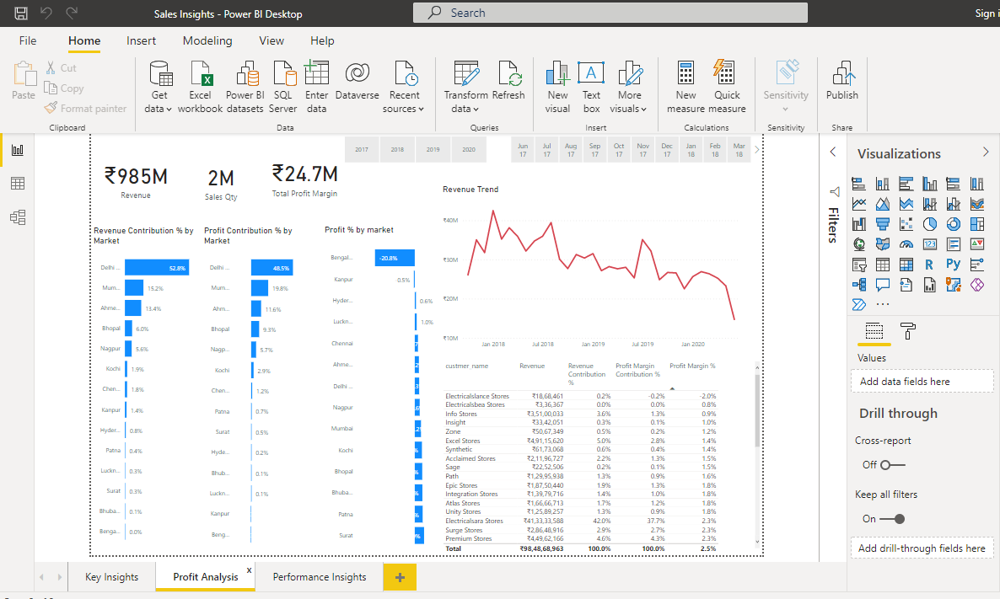 Sales Insights - Power BI Desktop
Search
File
Home
Insert
Modeling
View
Help
Paste
Cut
Copy
Format painter
Get
data
Excel
workbook
Power BI
datasets
SQL
Server
Enter
data
Dataverse
Recent
sources
Transform
data
Refresh
New
visual
Text
box
More
visuals
New
measure
Quick
measure
Sensitivity
Publish
Clipboard
Data
Queries
Insert
Calculations
Sensitivity
Share
2017
2018
2019
2020
Jun
17
Jul
17
Aug
17
Sep
17
Oct
17
Nov
17
Dec
17
Jan
18
Feb
18
Mar
18
₹985M
Revenue
2M
Sales Qty
₹24.7M
Total Profit Margin
Revenue Contribution % by
Market
Delhi ... 52.8%
Mum... 15.2%
Ahme... 13.4%
Bhopal 6.0%
Nagpur 5.6%
Kochi 1.9%
Chen... 1.8%
Kanpur 1.4%
Hyder... 0.8%
Patna 0.4%
Luckn... 0.3%
Surat 0.3%
Bhuba... 0.1%
Benga... 0.0%
Profit Contribution % by
Market
Delhi ... 48.5%
Mum... 19.8%
Ahm... 11.6%
Bhopal 9.3%
Nagp... 5.7%
Kochi 2.9%
Chen... 1.2%
Patna 0.7%
Surat 0.5%
Hyde... 0.2%
Bhub... 0.1%
Luckn... 0.1%
Kanpur
Beng...
Profit % by market
Bengal... -20.8%
Kanpur 0.5%
Hyder... 0.6%
Luckn... 1.0%
Chennai
Ahme...
Delhi ...
Nagpur
Mumbai
Kochi
Bhopal
Bhuba...
Patna
Surat
Revenue Trend
₹40M
₹30M
₹20M
₹10M
Jan 2018
Jul 2018
Jan 2019
Jul 2019
Jan 2020
custmer_name Revenue Revenue Contribution % Profit Margin Contribution % Profit Margin %
Electricalslance Stores ₹18,68,461 0.2% -0.2% -2.0%
Electricalsbea Stores ₹3,36,367 0.0% 0.0% 0.8%
Info Stores ₹3,51,00,033 3.6% 1.3% 0.9%
Insight ₹33,42,051 0.3% 0.1% 1.0%
Zone ₹50,67,349 0.5% 0.2% 1.2%
Excel Stores ₹4,91,15,620 5.0% 2.8% 1.4%
Synthetic ₹61,73,068 0.6% 0.4% 1.4%
Acclaimed Stores ₹2,11,96,727 2.2% 1.3% 1.5%
Sage ₹22,52,506 0.2% 0.1% 1.5%
Path ₹1,29,95,938 1.3% 0.9% 1.6%
Epic Stores ₹1,87,50,440 1.9% 1.3% 1.8%
Integration Stores ₹1,39,79,716 1.4% 1.0% 1.8%
Atlas Stores ₹1,66,66,713 1.7% 1.2% 1.8%
Unity Stores ₹1,25,89,257 1.3% 0.9% 1.8%
Electricalsara Stores ₹41,33,33,588 42.0% 37.7% 2.3%
Surge Stores ₹2,86,48,916 2.9% 2.7% 2.3%
Premium Stores ₹4,49,62,166 4.6% 4.3% 2.3%
Total ₹98,48,68,963 100.0% 100.0% 2.5%
Filters
Visualizations
123
R
Py
Values
Add data fields here
Drill through
Cross-report
Off
Keep all filters
On
Add drill-through fields here
Key Insights
Profit Analysis
x
Performance Insights
+